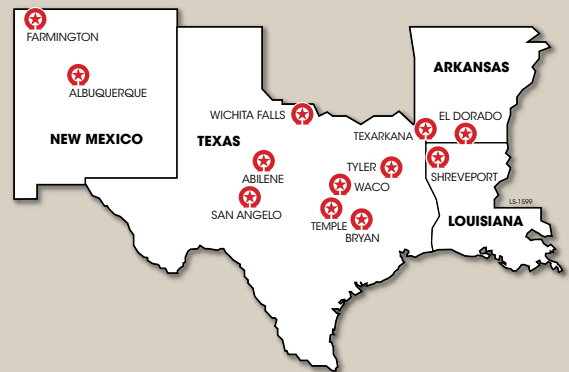 FARMINGTON
ALBUQUERQUE
NEW MEXICO
WICHITA FALLS
TEXAS
ABILENE
SAN ANGELO
TYLER
WACO
TEMPLE
BRYAN
TEXARKANA
ARKANSAS
EL DORADO
SHREVEPORT
LS-1599
LOUISIANA